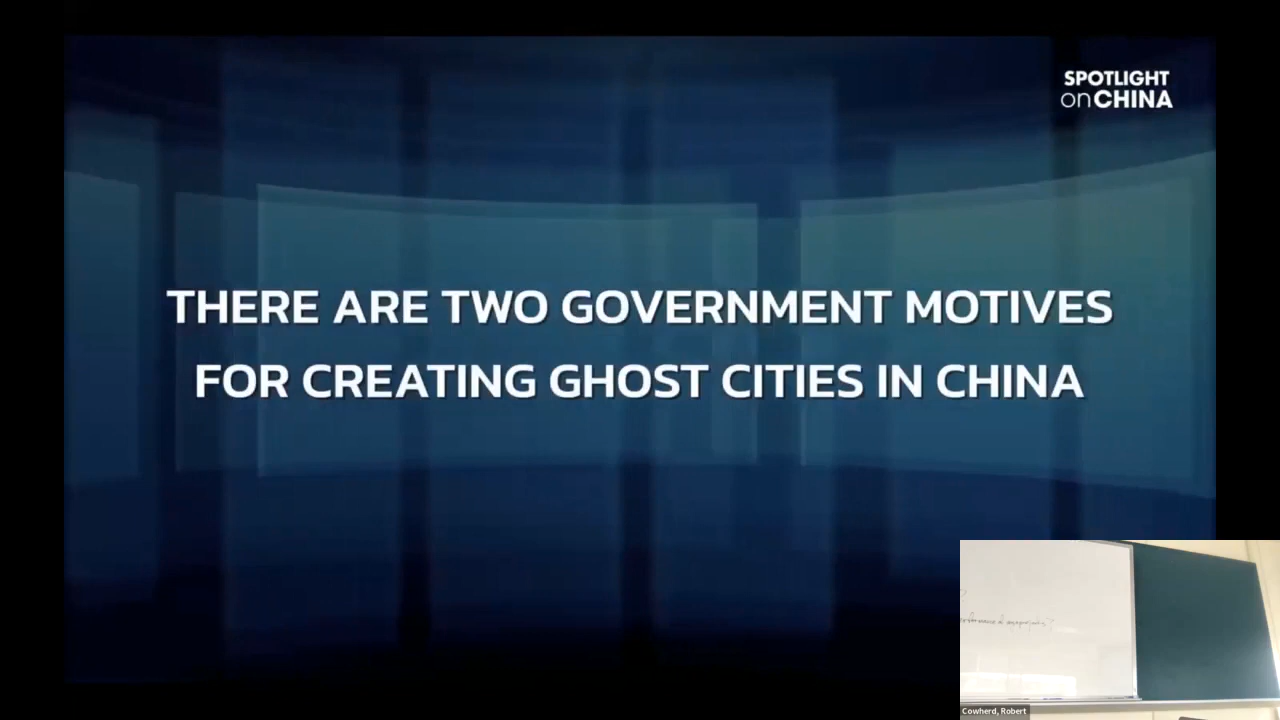 SPOTLIGHT
onCHINA
THERE ARE TWO GOVERNMENT MOTIVES
FOR CREATING GHOST CITIES IN CHINA
Cowherd, Robert